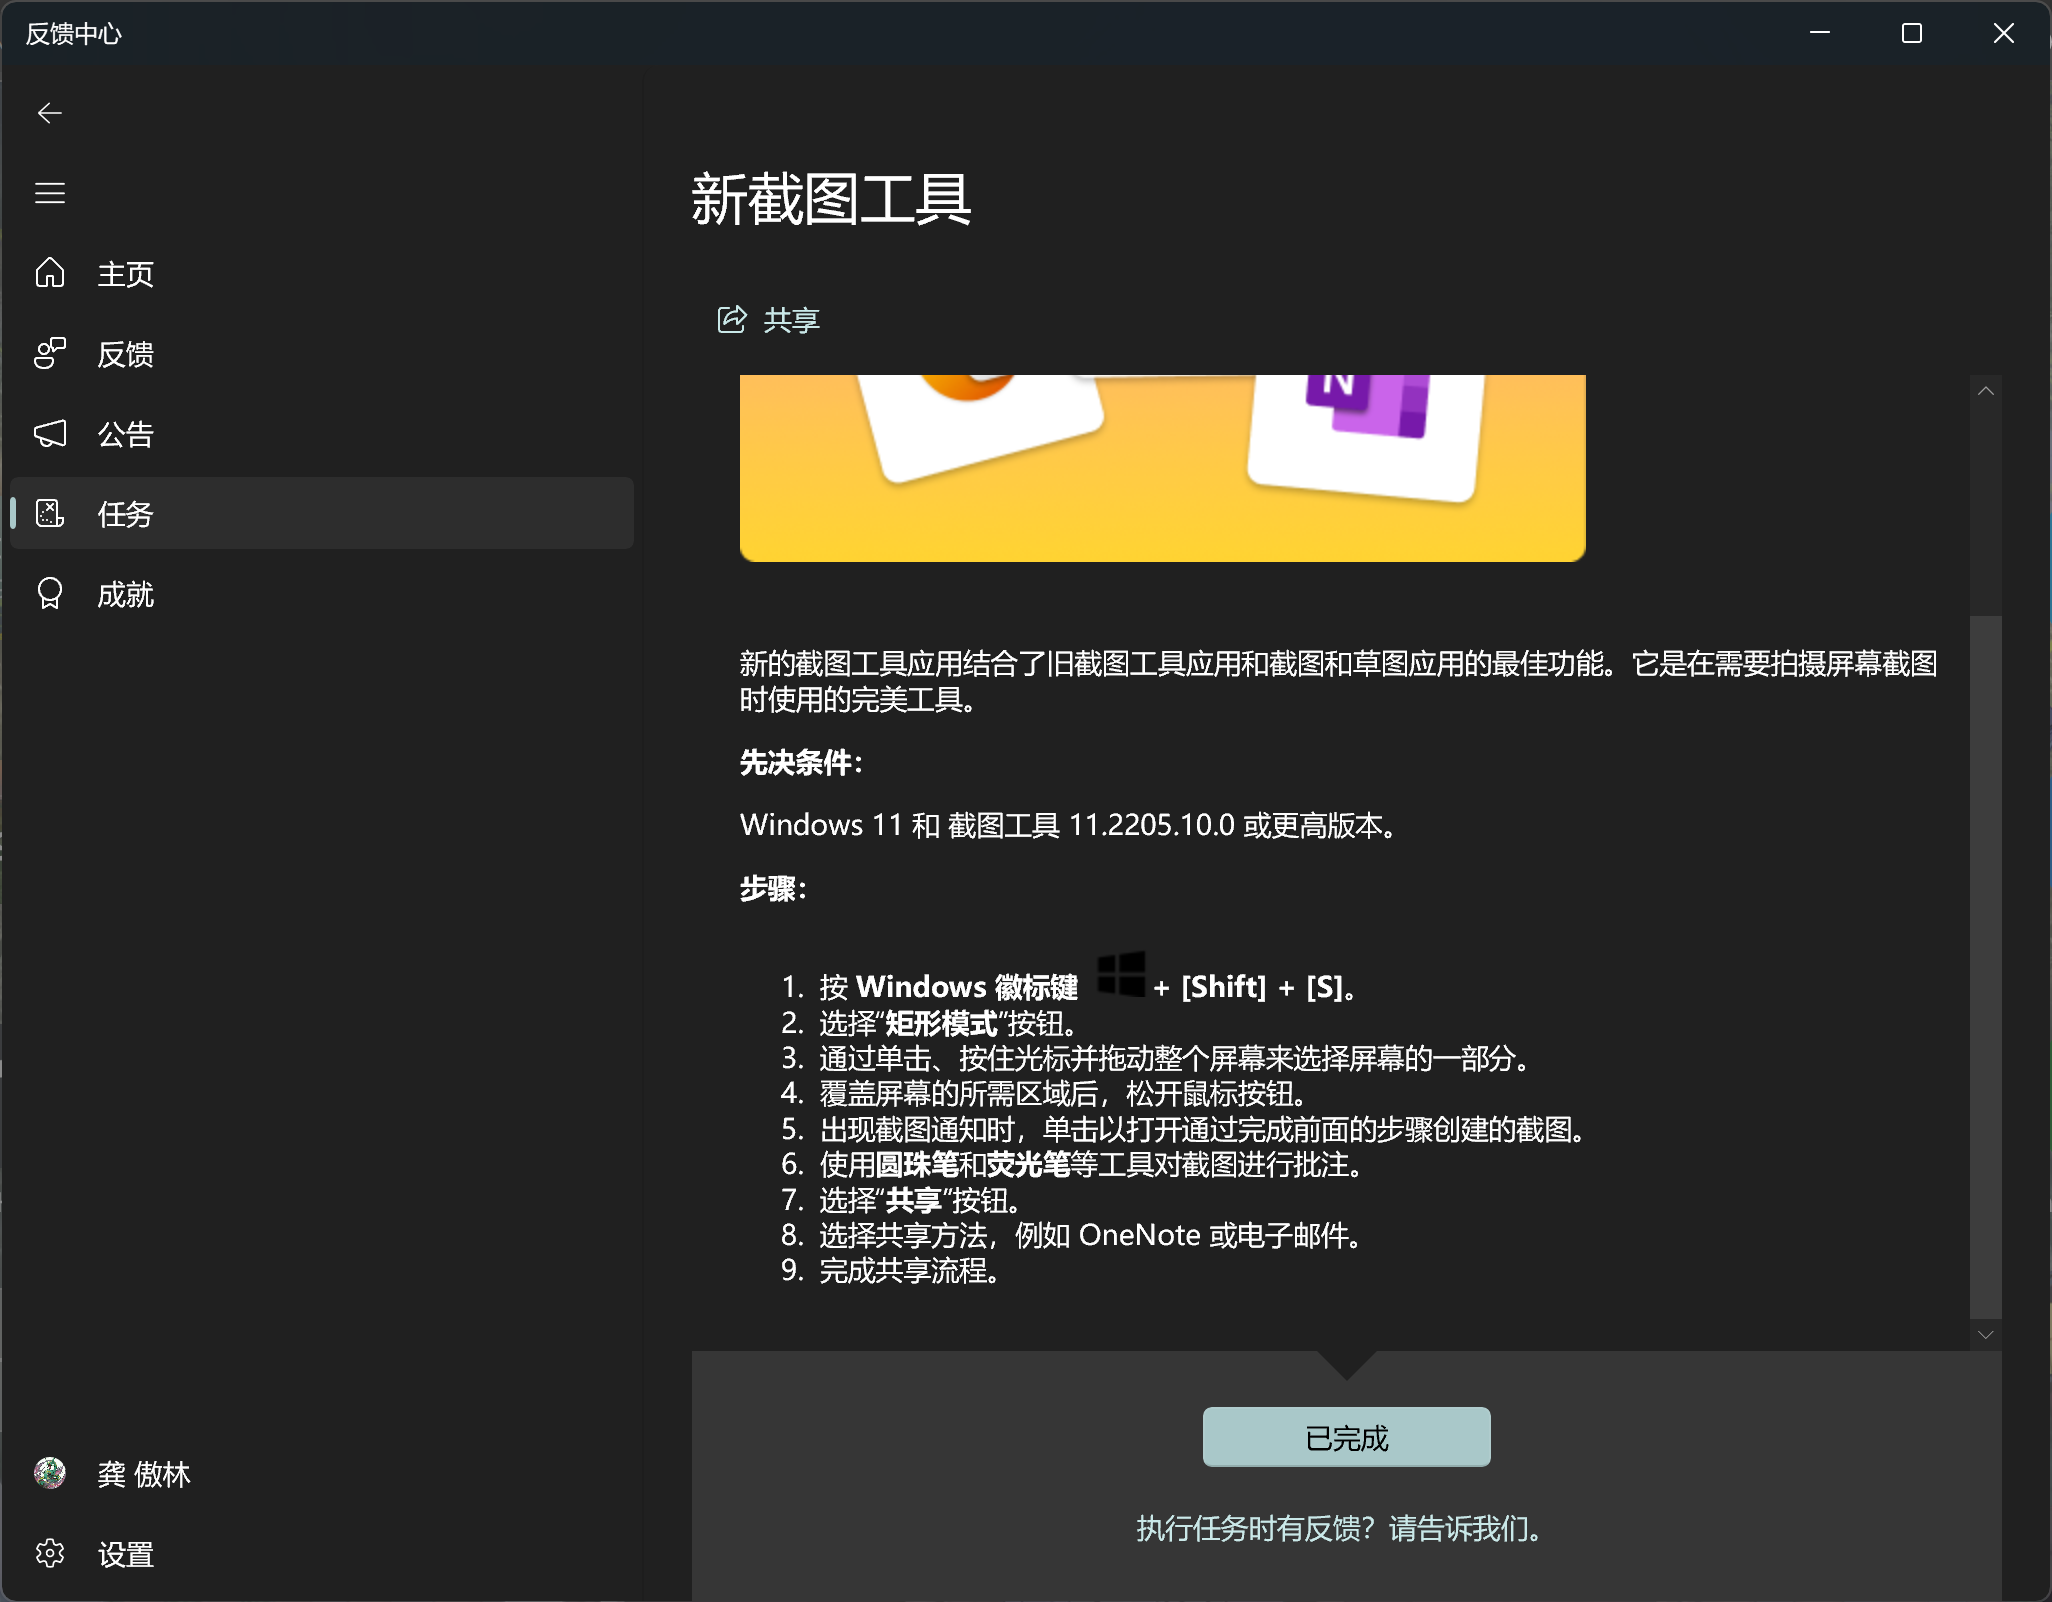 反馈中心
主页
反馈
公告
任务
成就
龚 傲林
设置
新截图工具
共享
N
新的截图工具应用结合了旧截图工具应用和截图和草图应用的最佳功能。它是在需要拍摄屏幕截图
时使用的完美工具。
先决条件：
Windows 11 和 截图工具 11.2205.10.0 或更高版本。
步骤：
1. 按 Windows 徽标键 + [Shift] + [S]。
2. 选择“矩形模式”按钮。
3. 通过单击、按住光标并拖动整个屏幕来选择屏幕的一部分。
4. 覆盖屏幕的所需区域后，松开鼠标按钮。
5. 出现截图通知时，单击以打开通过完成前面的步骤创建的截图。
6. 使用圆珠笔和荧光笔等工具对截图进行批注。
7. 选择“共享”按钮。
8. 选择共享方法，例如 OneNote 或电子邮件。
9. 完成共享流程。
已完成
执行任务时有反馈？请告诉我们。